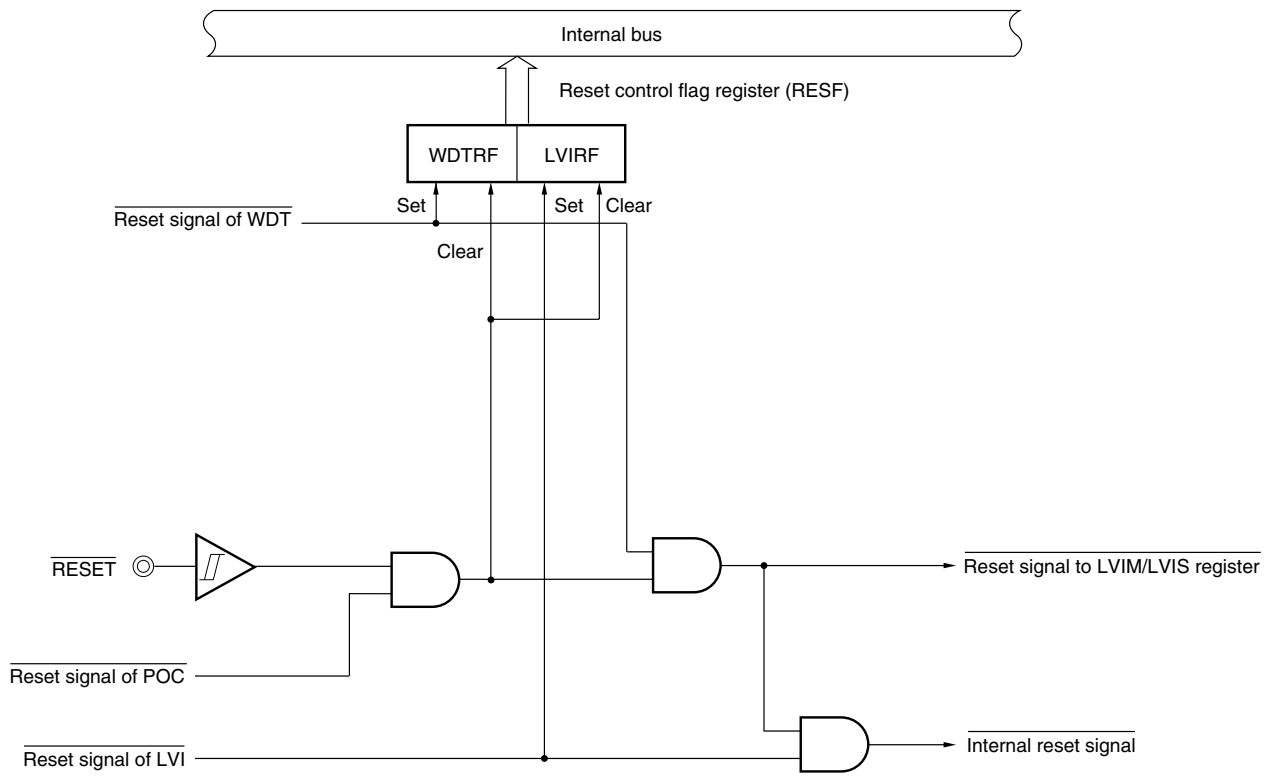 Internal bus
Reset control flag register (RESF)
WDTRF
LVIRF
Set
Set
Clear
Reset signal of WDT
Clear
RESET
Reset signal to LVIM/LVIS register
Reset signal of POC
Internal reset signal
Reset signal of LVI